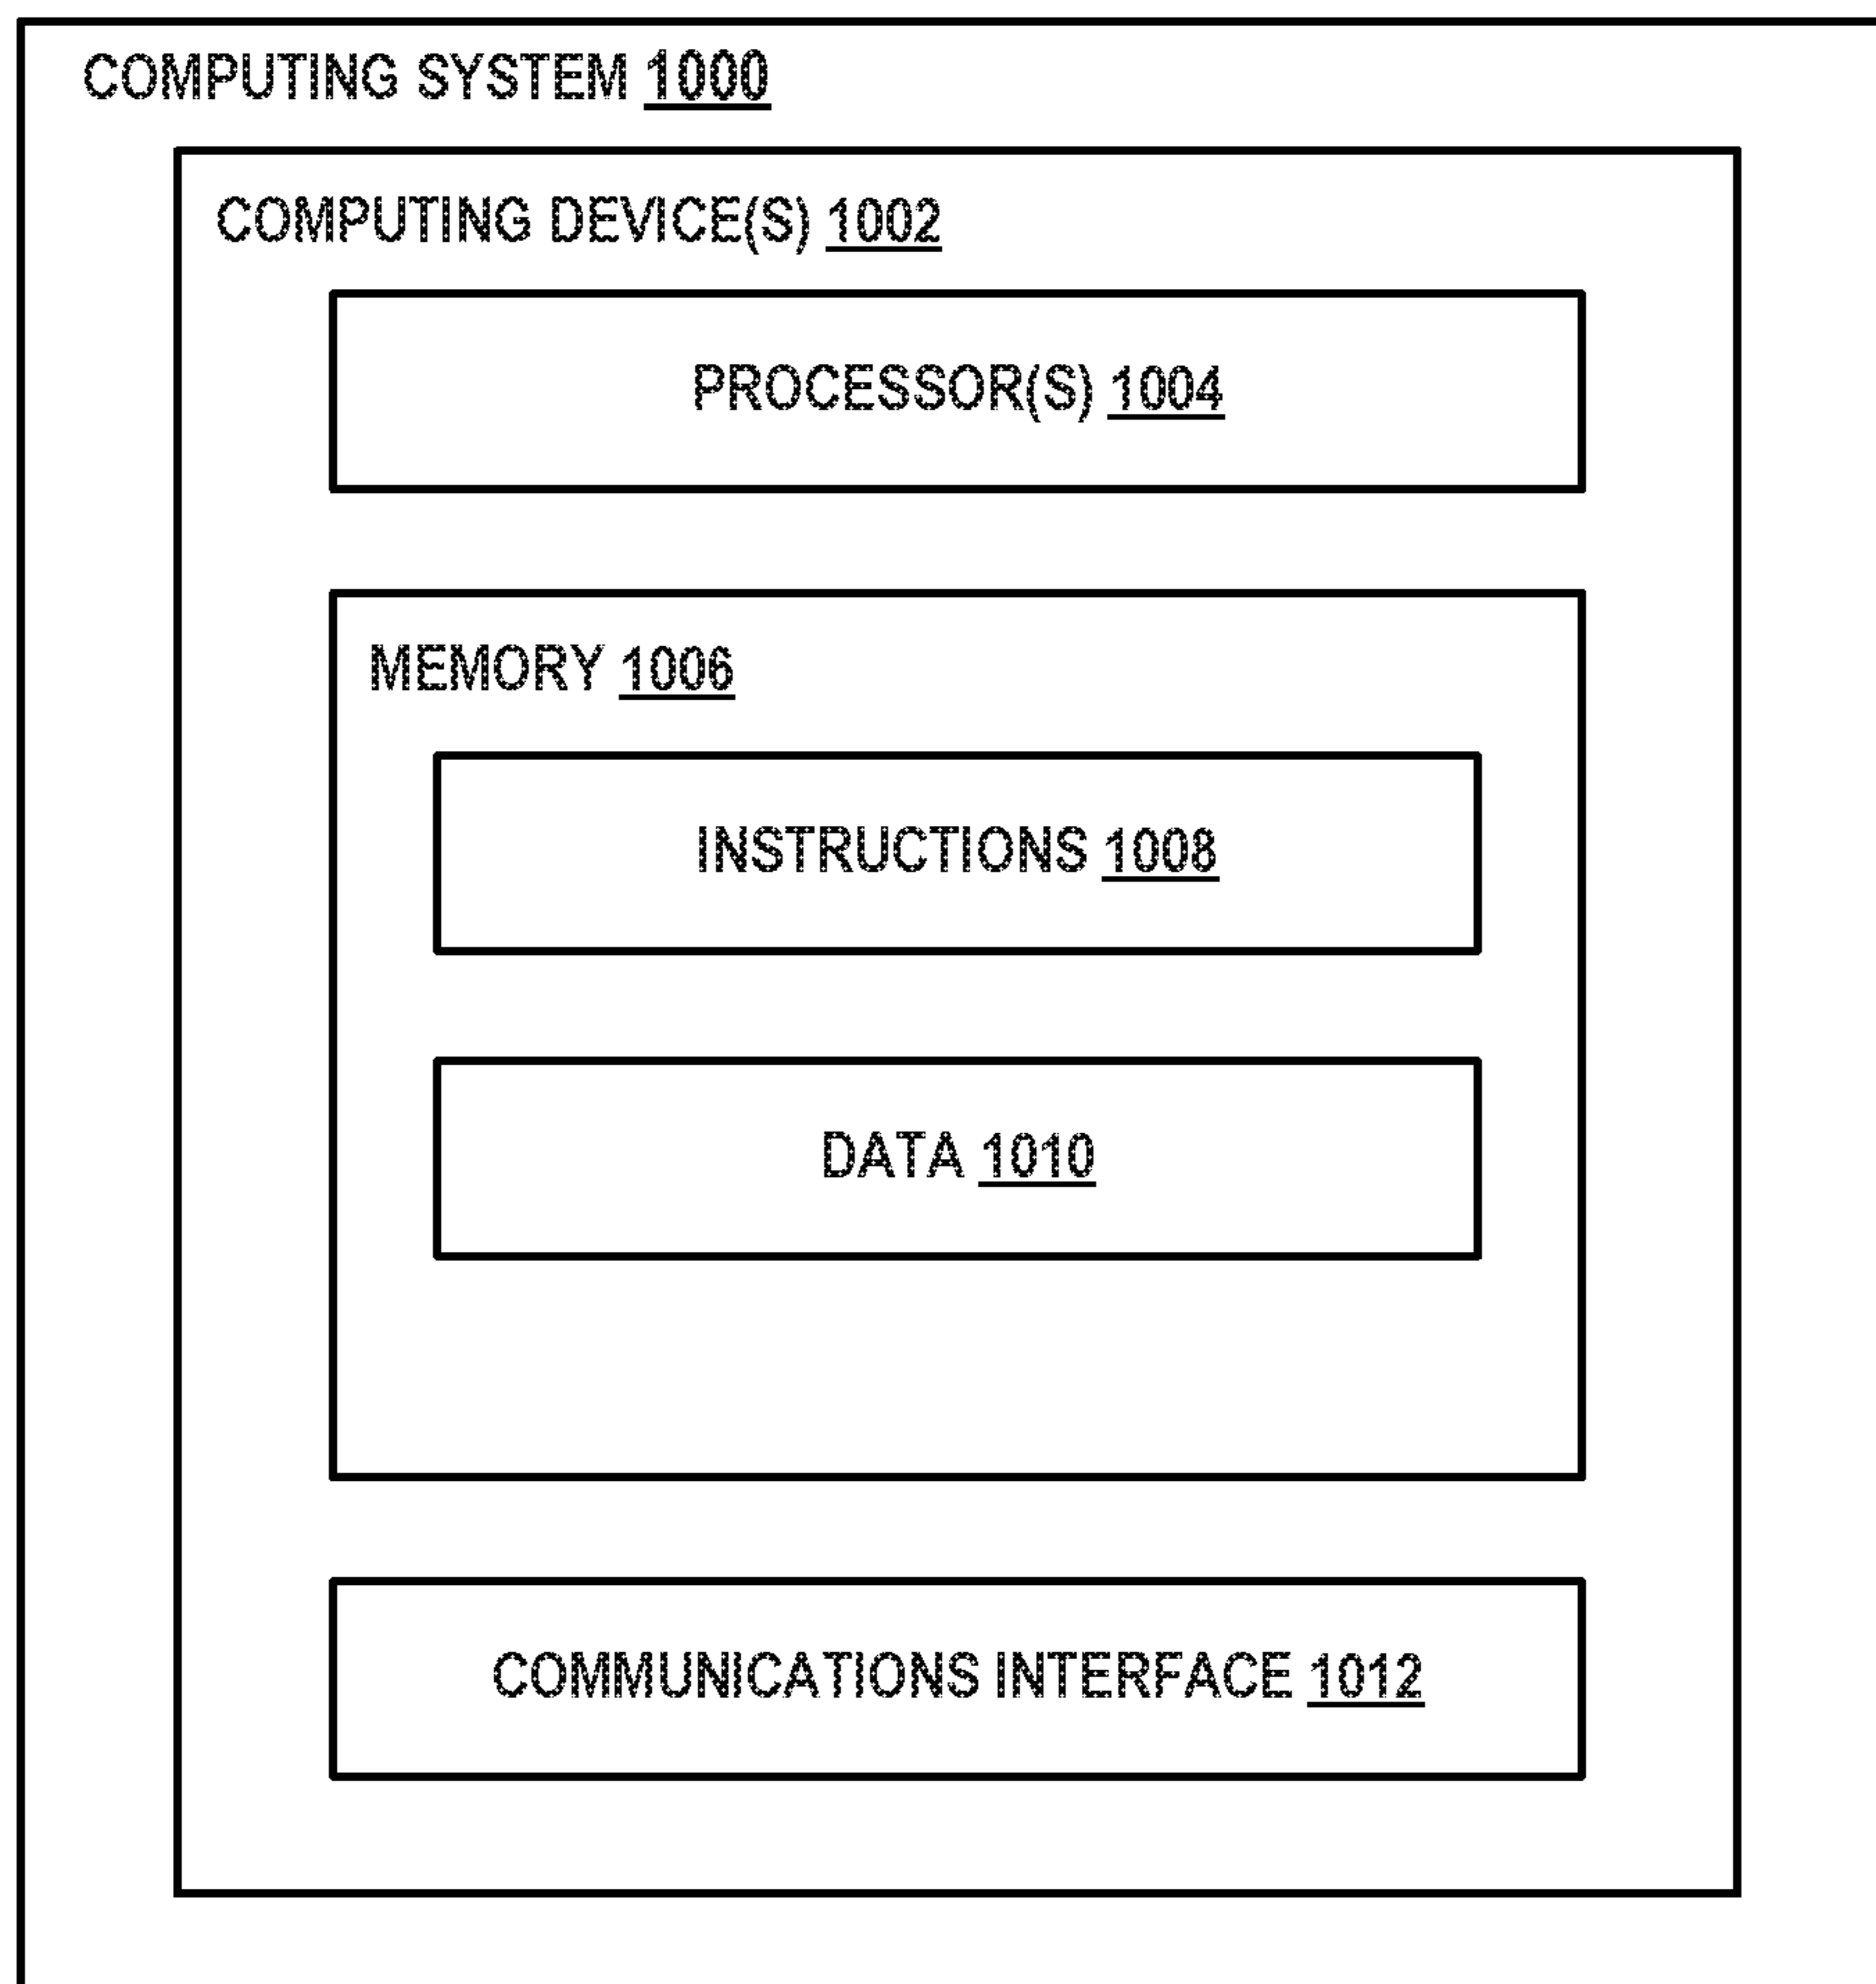 COMPUTING SYSTEM 1000
COMPUTING DEVICE(S) 1002
PROCESSOR(S) 1004
MEMORY 1006
INSTRUCTIONS 1008
DATA 1010
COMMUNICATIONS INTERFACE 1012